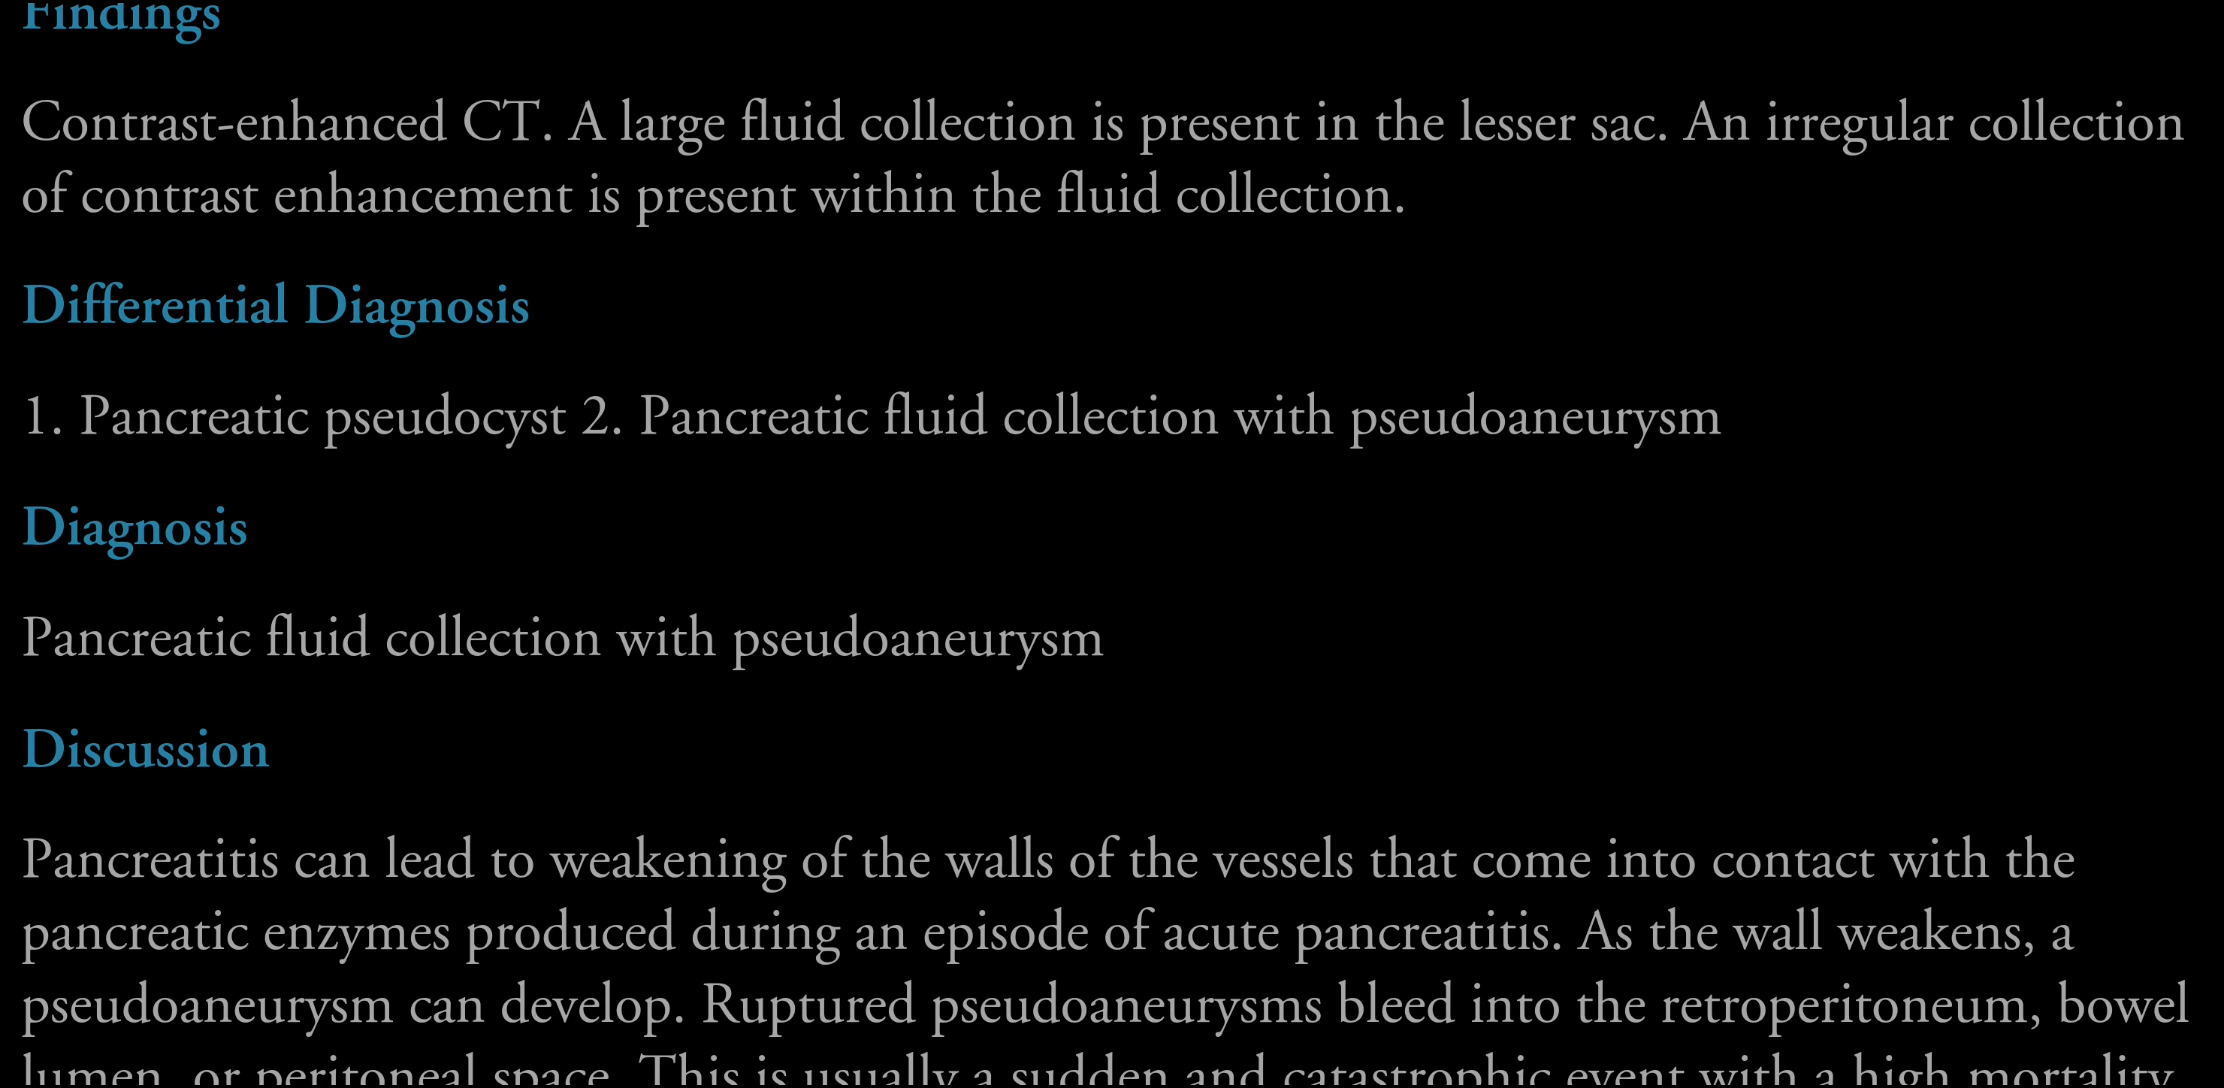 Findings
Contrast-enhanced CT. A large fluid collection is present in the lesser sac. An irregular collection
of contrast enhancement is present within the fluid collection.
Differential Diagnosis
1. Pancreatic pseudocyst 2. Pancreatic fluid collection with pseudoaneurysm
Diagnosis
Pancreatic fluid collection with pseudoaneurysm
Discussion
Pancreatitis can lead to weakening of the walls of the vessels that come into contact with the
pancreatic enzymes produced during an episode of acute pancreatitis. As the wall weakens, a
pseudoaneurysm can develop. Ruptured pseudoaneurysms bleed into the retroperitoneum, bowel
lumen, or peritoneal space. This is usually a sudden and catastrophic event with a high mortality